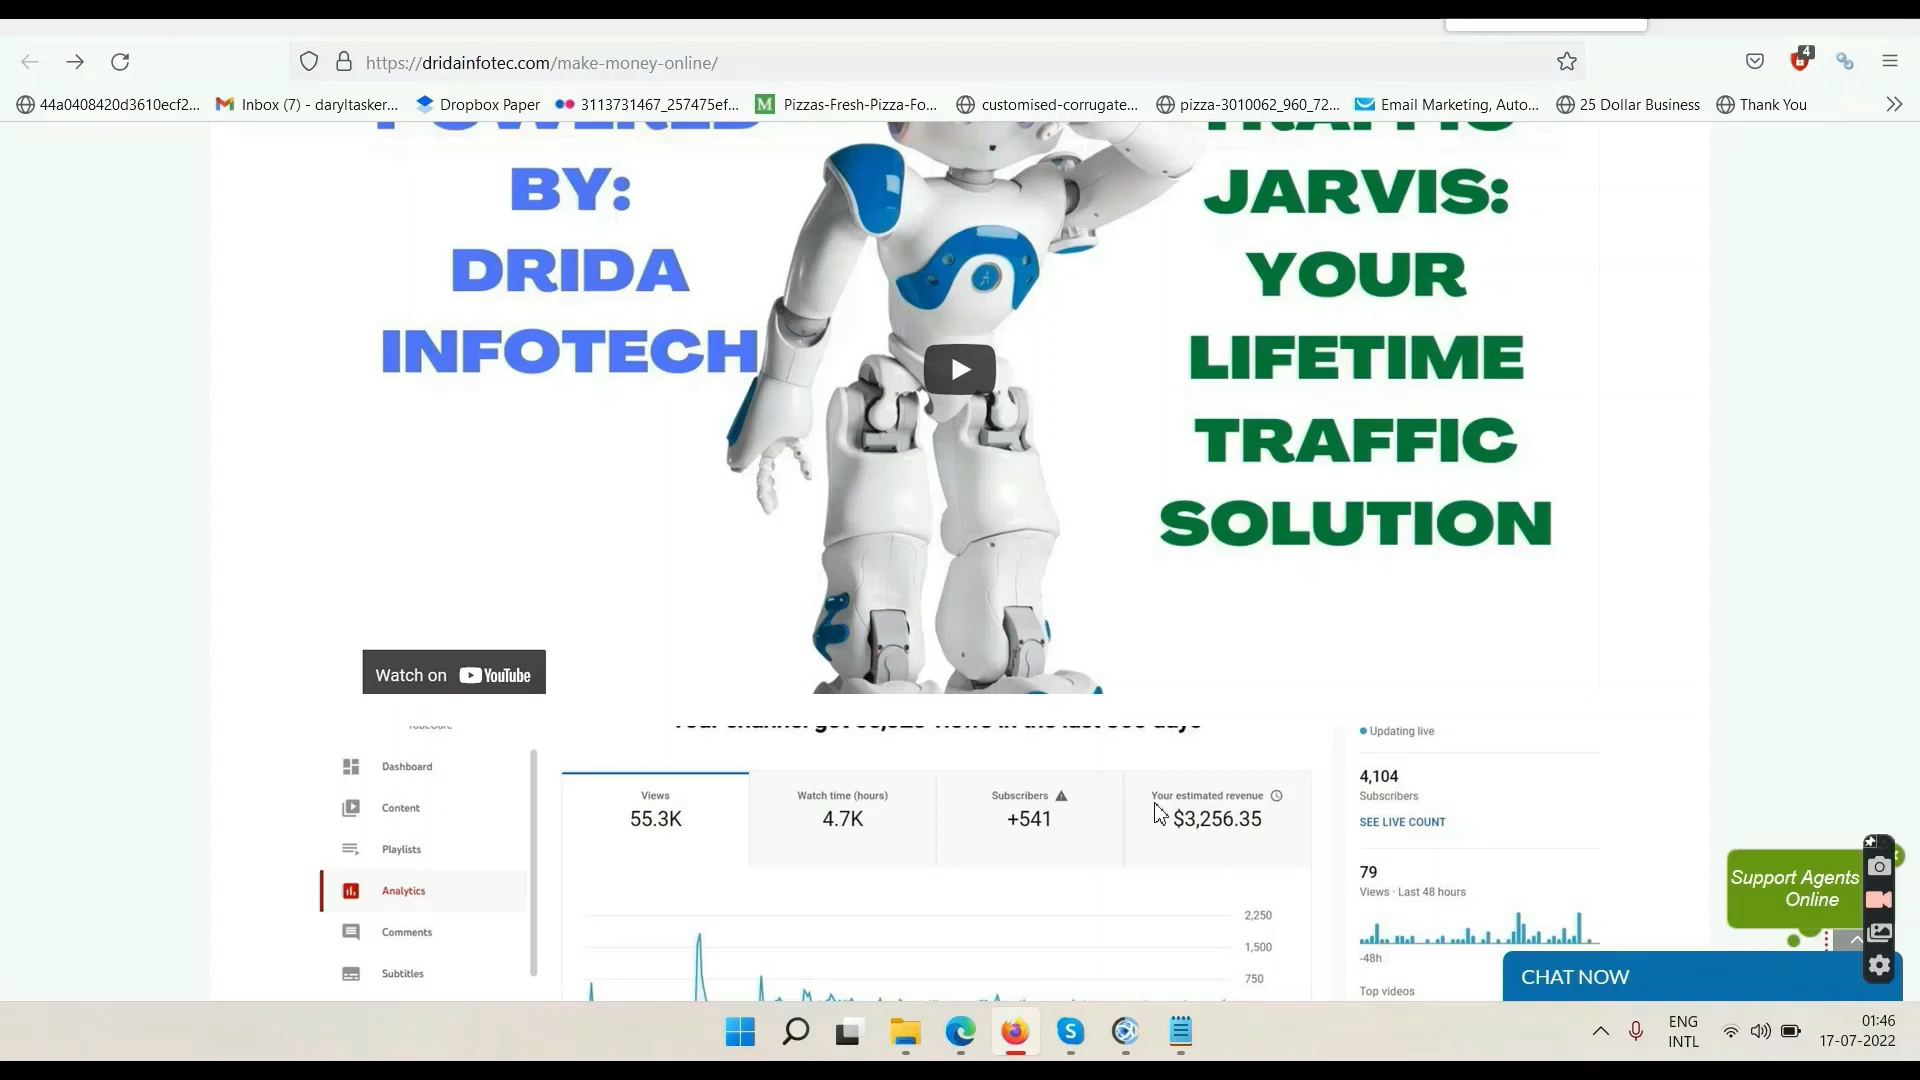 4
https://dridainfotec.com/make-money-online/
44a0408420d3610ecf2...
Inbox (7) - daryltasker...
Dropbox Paper
3113731467_257475ef...
Pizzas-Fresh-Pizza-Fo...
customised-corrugate...
pizza-3010062_960_72...
Email Marketing, Auto...
25 Dollar Business
Thank You
POWERED
BY:
DRIDA
INFOTECH
TRAFFIC
JARVIS:
YOUR
LIFETIME
TRAFFIC
SOLUTION
Watch on YouTube
Dashboard
Content
Playlists
Analytics
Comments
Subtitles
Views
55.3K
Watch time (hours)
4.7K
Subscribers
+541
Your estimated revenue
$3,256.35
2,250
1,500
750
Updating live
4,104
Subscribers
SEE LIVE COUNT
79
Views · Last 48 hours
-48h
Top videos
Support Agents
Online
CHAT NOW
ENG
INTL
01:46
17-07-2022